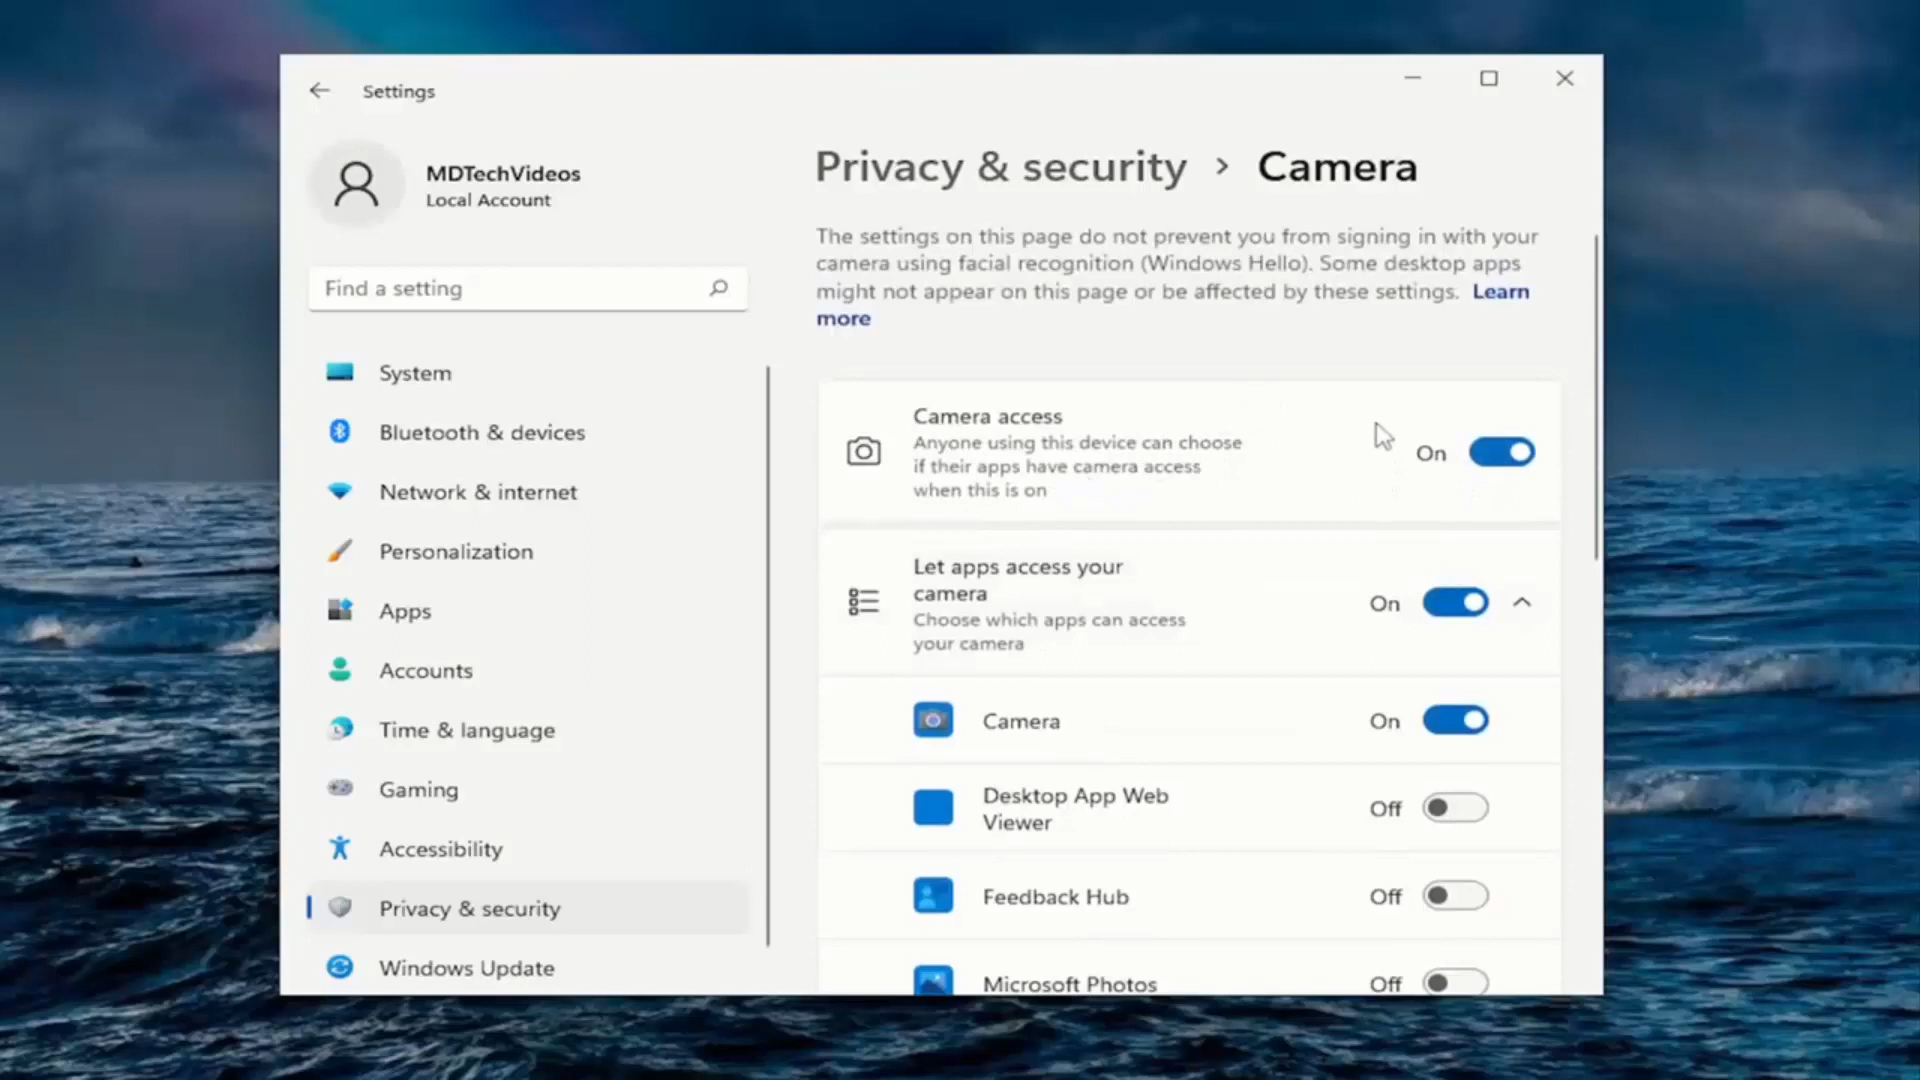 Settings
MDTechVideos
Local Account
Find a setting
System
Bluetooth & devices
Network & internet
Personalization
Apps
Accounts
Time & language
Gaming
Accessibility
Privacy & security
Windows Update
Privacy & security > Camera
The settings on this page do not prevent you from signing in with your
camera using facial recognition (Windows Hello). Some desktop apps
might not appear on this page or be affected by these settings. Learn
more
Camera access
Anyone using this device can choose
if their apps have camera access
when this is on
On
Let apps access your
camera
Choose which apps can access
your camera
On
Camera
On
Desktop App Web
Viewer
Off
Feedback Hub
Off
Microsoft Photos
Off